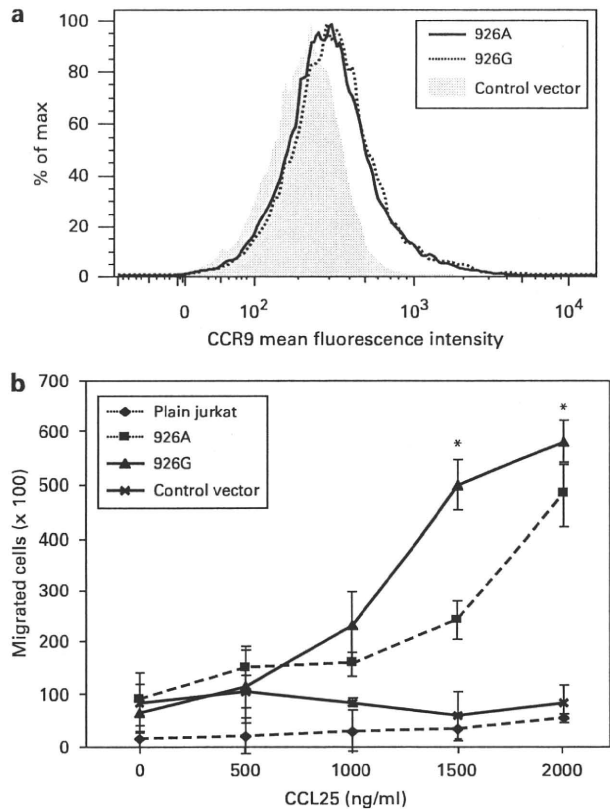 a
100
80
60
40
20
0
% of max
926A
926G
Control vector
0
10²
10³
10⁴
CCR9 mean fluorescence intensity
b
700
600
500
400
300
200
100
0
Migrated cells (x 100)
Plain jurkat
926A
926G
Control vector
*
*
0
500
1000
1500
2000
CCL25 (ng/ml)